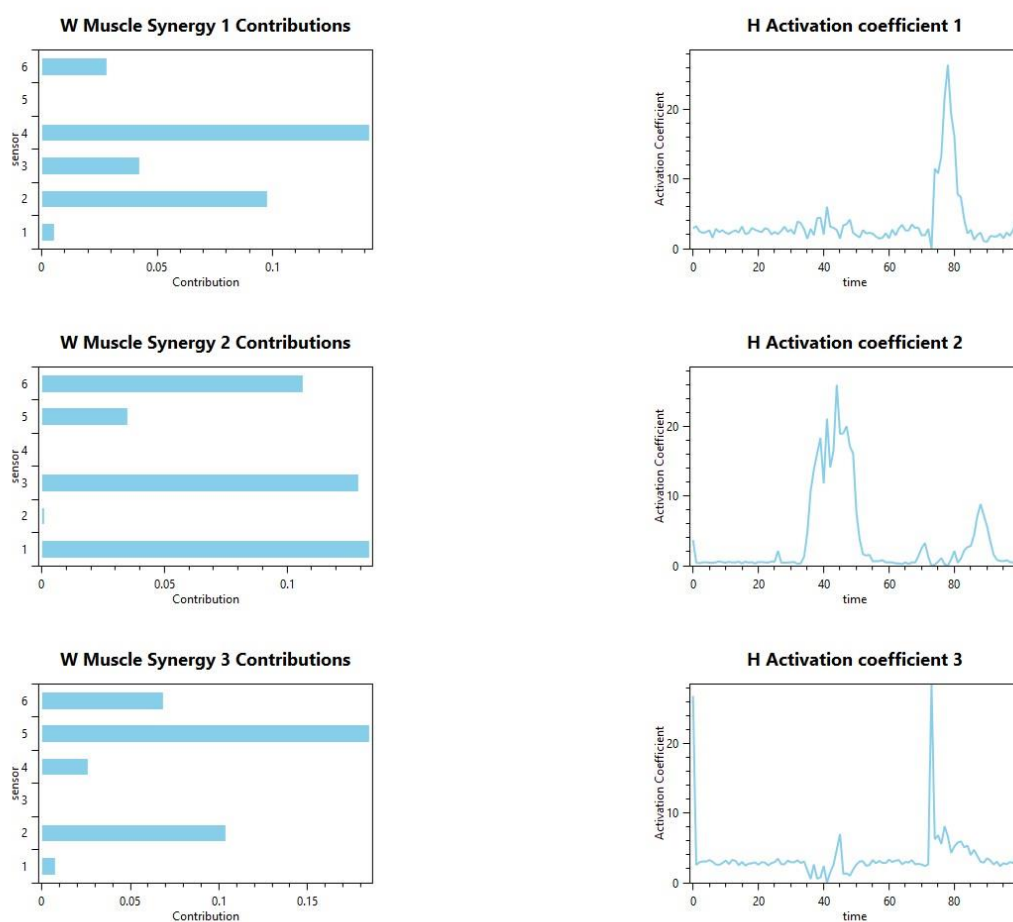 W Muscle Synergy 1 Contributions
H Activation coefficient 1
sensor
6
5
4
3
2
1
0
0.05
0.1
Contribution
Activation Coefficient
20
10
0
0
20
40
60
80
time
W Muscle Synergy 2 Contributions
H Activation coefficient 2
sensor
6
5
4
3
2
1
0
0.05
0.1
Contribution
Activation Coefficient
20
10
0
0
20
40
60
80
time
W Muscle Synergy 3 Contributions
H Activation coefficient 3
sensor
6
5
4
3
2
1
0
0.05
0.1
0.15
Contribution
Activation Coefficient
20
10
0
0
20
40
60
80
time